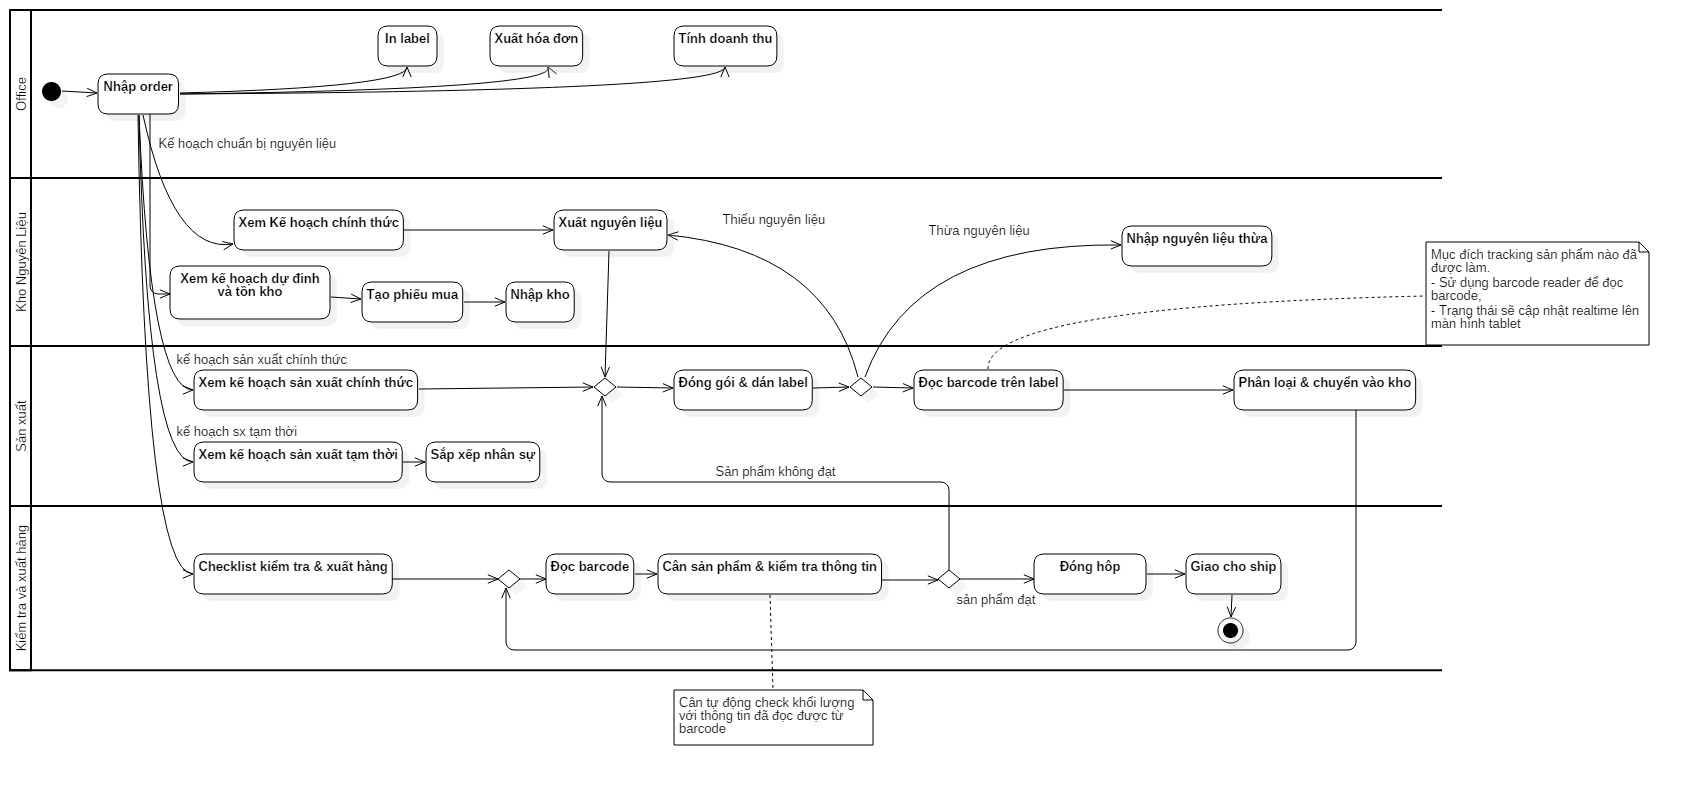 Office
In label
Xuất hóa đơn
Tính doanh thu
Nhập order
Kế hoạch chuẩn bị nguyên liệu
Kho Nguyên Liệu
Xem Kế hoạch chính thức
Xuất nguyên liệu
Thiếu nguyên liệu
Thừa nguyên liệu
Nhập nguyên liệu thừa
Xem kế hoạch dự đinh
và tồn kho
Tạo phiếu mua
Nhập kho
Mục đích tracking sản phẩm nào đã
được làm.
- Sử dụng barcode reader để đọc
barcode,
- Trạng thái sẽ cập nhật realtime lên
màn hình tablet
Sản xuất
kế hoạch sản xuất chính thức
Xem kế hoạch sản xuất chính thức
Đóng gói & dán label
Đọc barcode trên label
Phân loại & chuyển vào kho
kế hoạch sx tạm thời
Xem kế hoạch sản xuất tạm thời
Sắp xếp nhân sự
Sản phẩm không đạt
Kiểm tra và xuất hàng
Checklist kiểm tra & xuất hàng
Đọc barcode
Cân sản phẩm & kiểm tra thông tin
sản phẩm đạt
Đóng hôp
Giao cho ship
Cân tự động check khối lượng
với thông tin đã đọc được từ
barcode